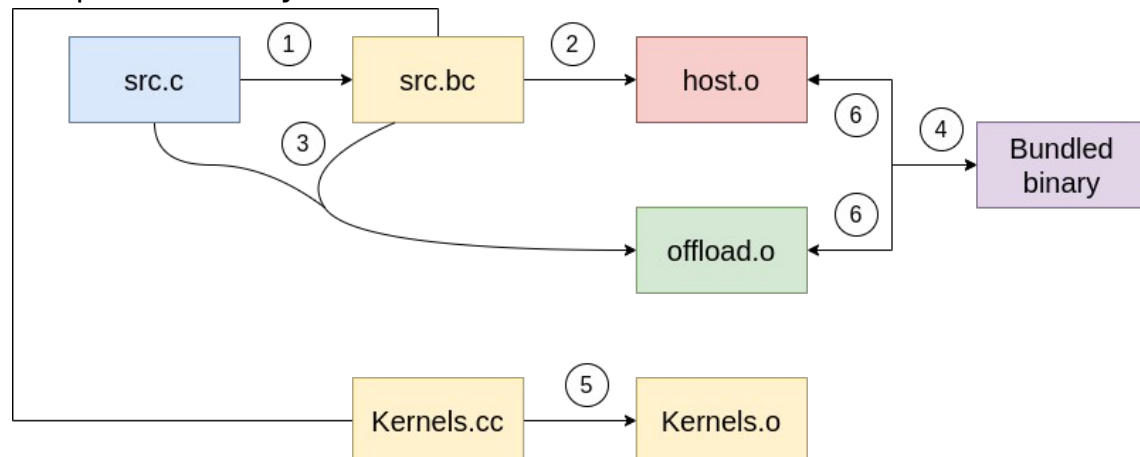 1
2
src.c
src.bc
host.o
3
6
4
Bundled
binary
6
offload.o
5
Kernels.cc
Kernels.o